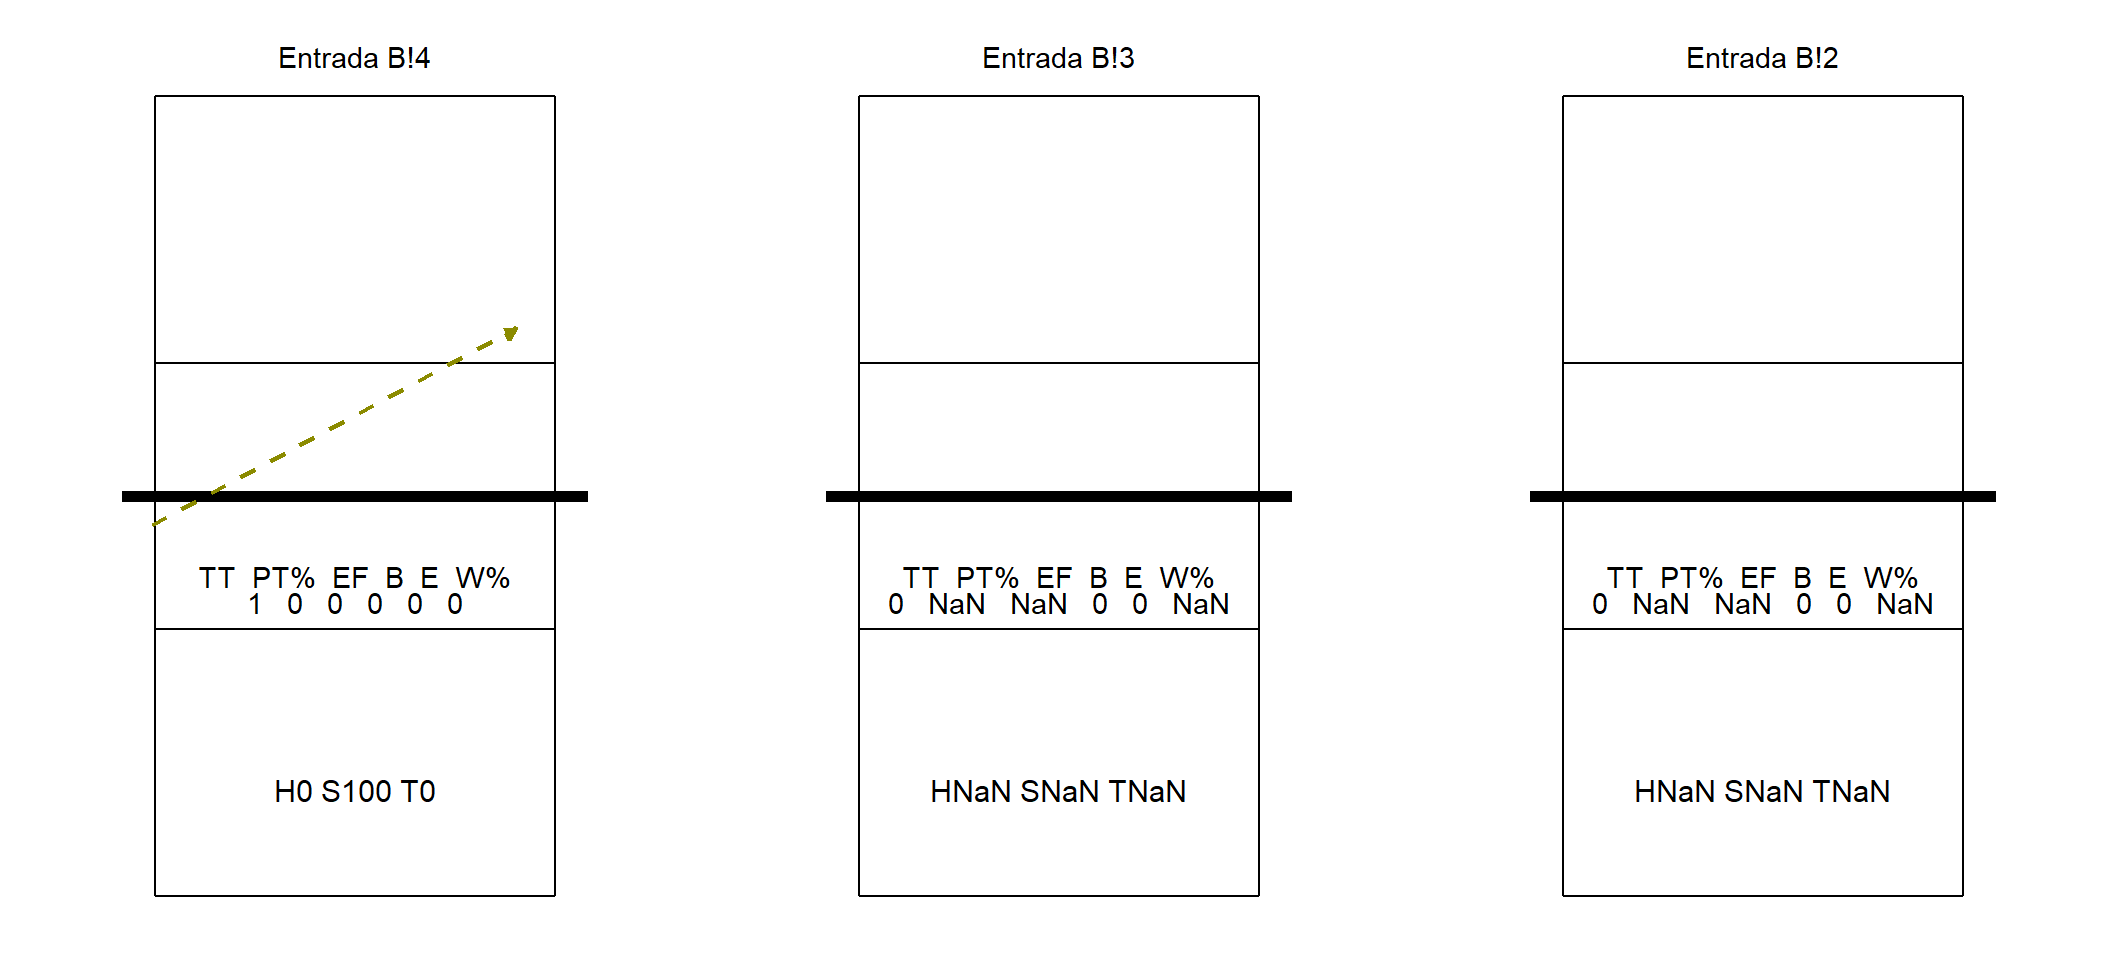 Entrada B!4
TT PT% EF B E W%
1 0 0 0 0 0
H0 S100 T0
Entrada B!3
TT PT% EF B E W%
0 NaN NaN 0 0 NaN
HNaN SNaN TNaN
Entrada B!2
TT PT% EF B E W%
0 NaN NaN 0 0 NaN
HNaN SNaN TNaN